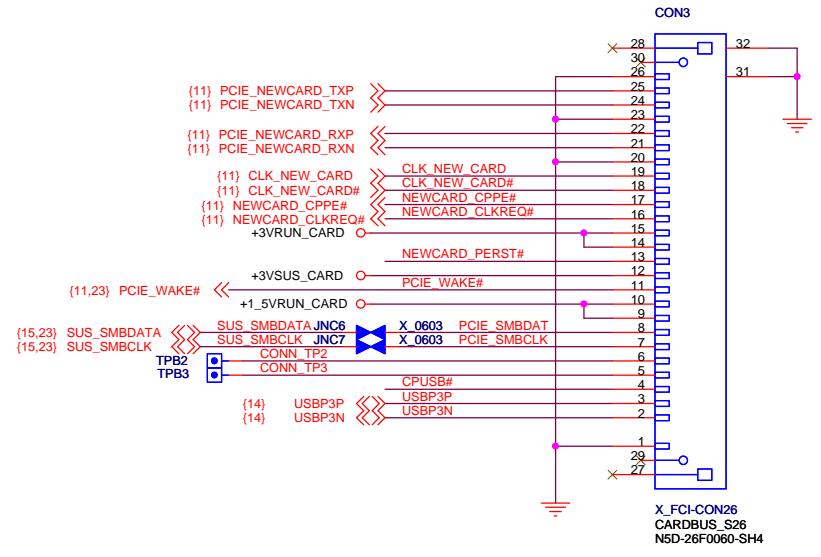 CON3
28 32
30
26 31
{11} PCIE_NEWCARD_TXP 25
{11} PCIE_NEWCARD_TXN 24
23
{11} PCIE_NEWCARD_RXP 22
{11} PCIE_NEWCARD_RXN 21
20
{11} CLK_NEW_CARD CLK_NEW_CARD 19
{11} CLK_NEW_CARD# CLK_NEW_CARD# 18
{11} NEWCARD_CPPE# NEWCARD_CPPE# 17
{11} NEWCARD_CLKREQ# NEWCARD_CLKREQ# 16
+3VRUN_CARD 15
14
NEWCARD_PERST# 13
+3VSUS_CARD 12
{11,23} PCIE_WAKE# PCIE_WAKE# 11
+1_5VRUN_CARD 10
9
{15,23} SUS_SMBDATA SUS_SMBDATA JNC6 X_0603 PCIE_SMBDAT 8
{15,23} SUS_SMBCLK SUS_SMBCLK JNC7 X_0603 PCIE_SMBCLK 7
TPB2 CONN_TP2 6
TPB3 CONN_TP3 5
CPUSB# 4
{14} USBP3P USBP3P 3
{14} USBP3N USBP3N 2
1
29
27
X_FCI-CON26
CARDBUS_S26
N5D-26F0060-SH4